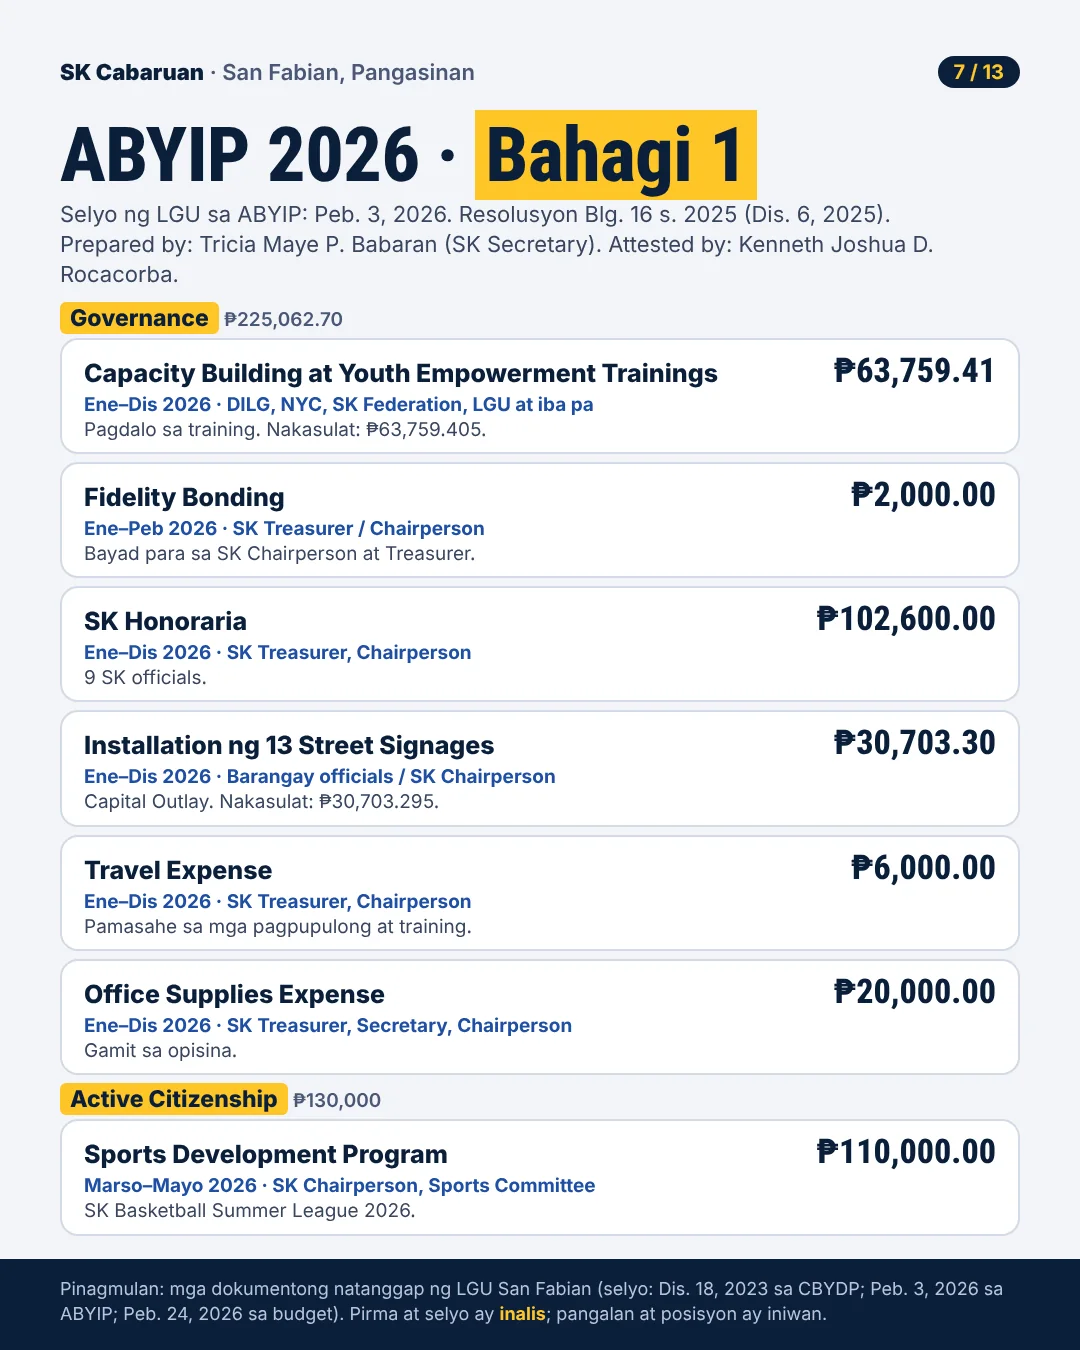 SK Cabaruan · San Fabian, Pangasinan
7 / 13
ABYIP 2026 · Bahagi 1
Selyo ng LGU sa ABYIP: Peb. 3, 2026. Resolusyon Blg. 16 s. 2025 (Dis. 6, 2025).
Prepared by: Tricia Maye P. Babaran (SK Secretary). Attested by: Kenneth Joshua D.
Rocacorba.
Governance ₱225,062.70
Capacity Building at Youth Empowerment Trainings ₱63,759.41
Ene–Dis 2026 · DILG, NYC, SK Federation, LGU at iba pa
Pagdalo sa training. Nakasulat: ₱63,759.405.
Fidelity Bonding ₱2,000.00
Ene–Peb 2026 · SK Treasurer / Chairperson
Bayad para sa SK Chairperson at Treasurer.
SK Honoraria ₱102,600.00
Ene–Dis 2026 · SK Treasurer, Chairperson
9 SK officials.
Installation ng 13 Street Signages ₱30,703.30
Ene–Dis 2026 · Barangay officials / SK Chairperson
Capital Outlay. Nakasulat: ₱30,703.295.
Travel Expense ₱6,000.00
Ene–Dis 2026 · SK Treasurer, Chairperson
Pamasahe sa mga pagpupulong at training.
Office Supplies Expense ₱20,000.00
Ene–Dis 2026 · SK Treasurer, Secretary, Chairperson
Gamit sa opisina.
Active Citizenship ₱130,000
Sports Development Program ₱110,000.00
Marso–Mayo 2026 · SK Chairperson, Sports Committee
SK Basketball Summer League 2026.
Pinagmulan: mga dokumentong natanggap ng LGU San Fabian (selyo: Dis. 18, 2023 sa CBYDP; Peb. 3, 2026 sa
ABYIP; Peb. 24, 2026 sa budget). Pirma at selyo ay inalis; pangalan at posisyon ay iniwan.